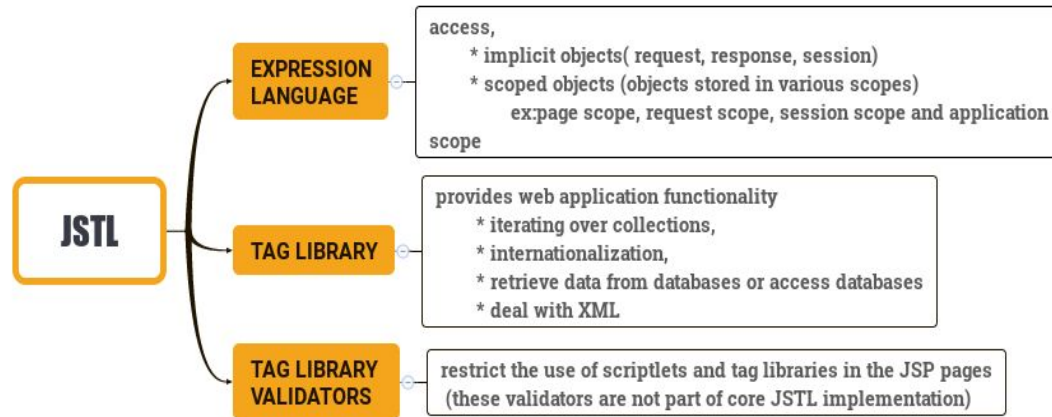 JSTL
EXPRESSION
LANGUAGE
access,
* implicit objects( request, response, session)
* scoped objects (objects stored in various scopes)
ex:page scope, request scope, session scope and application
scope
TAG LIBRARY
provides web application functionality
* iterating over collections,
* internationalization,
* retrieve data from databases or access databases
* deal with XML
TAG LIBRARY
VALIDATORS
restrict the use of scriptlets and tag libraries in the JSP pages
(these validators are not part of core JSTL implementation)